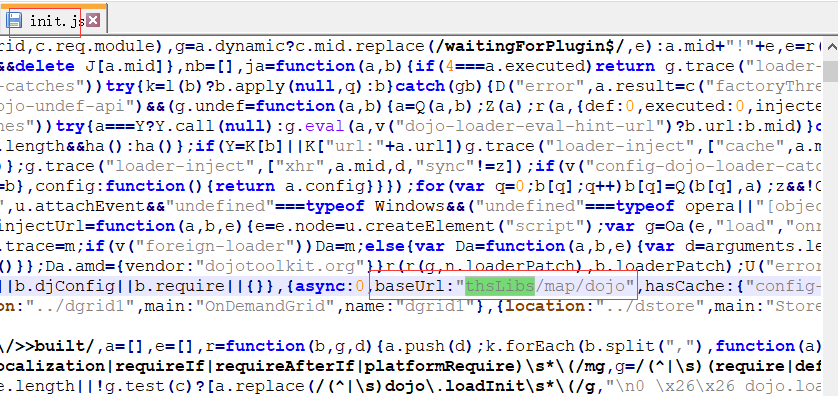 init.js
rid,c.req.module),g=a.dynamic?c.mid.replace(/waitingForPlugin$/,e):a.mid+"!"+e,e=r(
&&delete J[a.mid]},nb=[],ja=function(a,b){if(4===a.executed)return g.trace("loader-
-catches"))try{k=l(b)?b.apply(null,q):b}catch(gb){D("error",a.result=c("factoryThre
ojo-undef-api")&&(g.undef=function(a,b){a=Q(a,b);Z(a);r(a,{def:0,executed:0,injecte
hes"))try{a===Y?Y.call(null):g.eval(a,v("dojo-loader-eval-hint-url")?b.url:b.mid)}c
.length&&ha():ha()};if(Y=K[b]||K["url:"+a.url])g.trace("loader-inject",["cache",a.m
)};g.trace("loader-inject",["xhr",a.mid,d,"sync"!=z]);if(v("config-dojo-loader-catc
=b},config:function(){return a.config}}});for(var q=0;b[q];q++)b[q]=Q(b[q],a);z&&!C
",u.attachEvent&&"undefined"===typeof Windows&&("undefined"===typeof opera||"[objec
injectUrl=function(a,b,e){e=e.node=u.createElement("script");var g=Oa(e,"load","onr
.trace=m;if(v("foreign-loader"))Da=m;else{var Da=function(a,b,e){var d=arguments.le
()}};Da.amd={vendor:"dojotoolkit.org"}}r(r(g,n.loaderPatch),b.loaderPatch);U("error
||b.djConfig||b.require||{}},{async:0,baseUrl:"thsLibs/map/dojo",hasCache:{"config-
on:"../dgrid1",main:"OnDemandGrid",name:"dgrid1"},{location:"../dstore",main:"Store
\/>>built/,a=[],e=[],r=function(b,g,d){a.push(d);k.forEach(b.split(","),function(a)
ocalization|requireIf|requireAfterIf|platformRequire)\s*\(/mg,g=/(^|\s)(require|def
e.length||!g.test(c)?[a.replace(/(^|\s)dojo\.loadInit\s*\(/g,"\n0 \x26\x26 dojo.loa